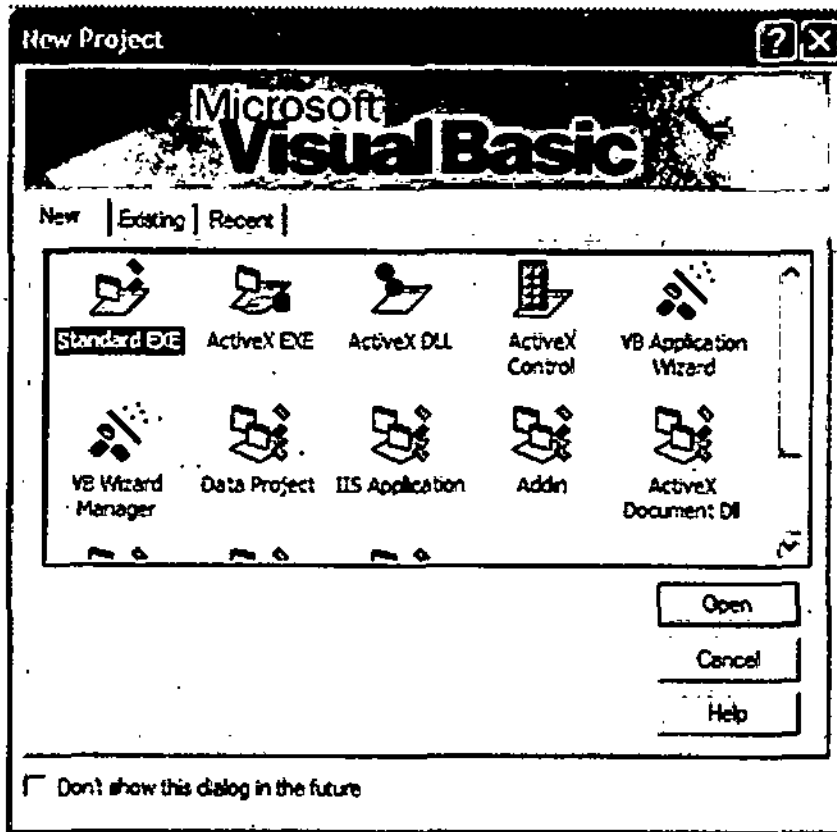 New Project
Microsoft
Visual Basic
New Existing Recent
Standard EXE ActiveX EXE ActiveX DLL ActiveX Control VB Application Wizard
VB Wizard Manager Data Project IIS Application Addin ActiveX Document Dll
Open
Cancel
Help
Don't show this dialog in the future